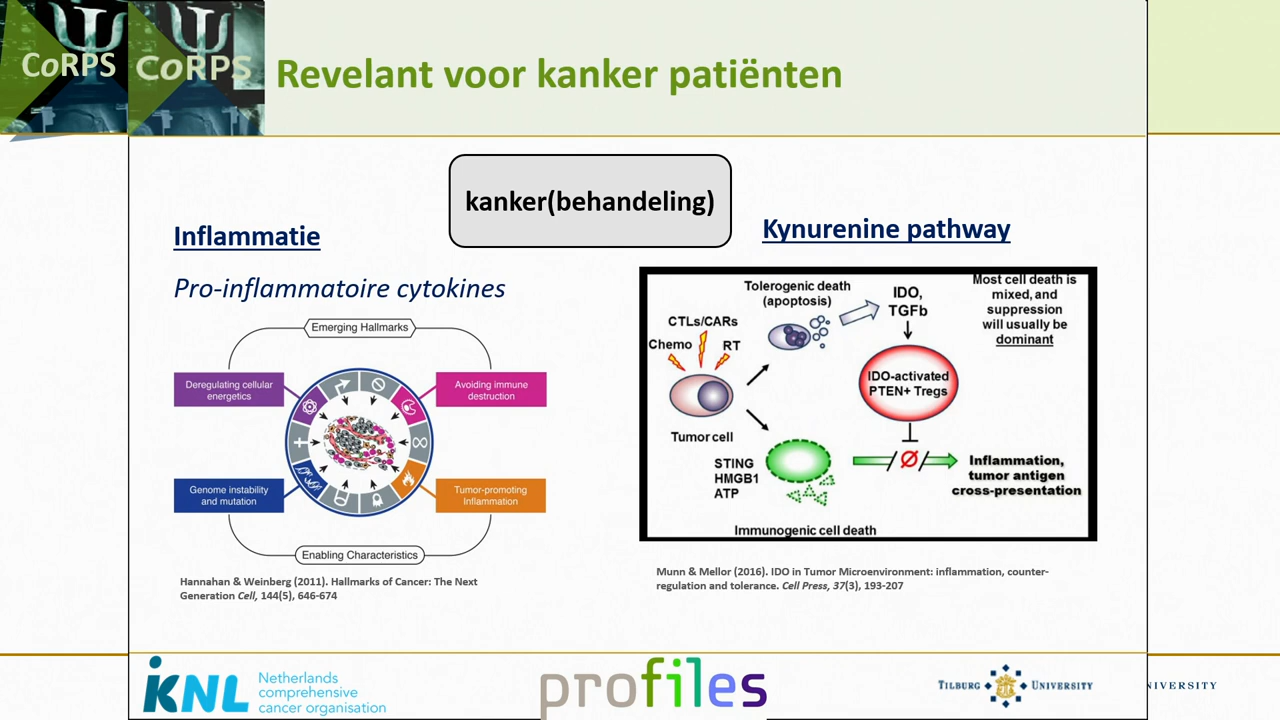 CoRPS
CoRPS
Revelant voor kanker patiënten
kanker(behandeling)
Inflammatie
Pro-inflammatoire cytokines
Emerging Hallmarks
Deregulating cellular
energetics
Avoiding immune
destruction
Genome instability
and mutation
Tumor-promoting
Inflammation
Enabling Characteristics
Hannahan & Weinberg (2011). Hallmarks of Cancer: The Next
Generation Cell, 144(5), 646-674
Kynurenine pathway
Tolerogenic death
(apoptosis)
IDO,
TGFb
Most cell death is
mixed, and
suppression
will usually be
dominant
CTLs/CARs
Chemo
RT
IDO-activated
PTEN+ Tregs
Tumor cell
STING
HMGB1
ATP
Inflammation,
tumor antigen
cross-presentation
Immunogenic cell death
Munn & Mellor (2016). IDO in Tumor Microenvironment: inflammation, counter-
regulation and tolerance. Cell Press, 37(3), 193-207
iKNL
Netherlands
comprehensive
cancer organisation
profiles
TILBURG UNIVERSITY
NIVERSITY